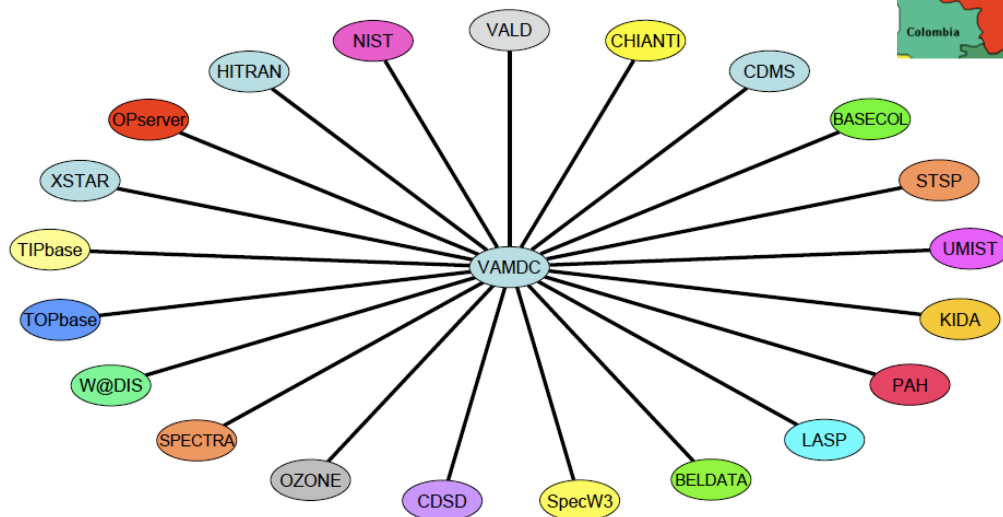 VALD
NIST
CHIANTI
Colombia
HITRAN
CDMS
OPserver
BASECOL
XSTAR
STSP
TIPbase
UMIST
VAMDC
TOPbase
KIDA
W@DIS
PAH
SPECTRA
LASP
OZONE
BELDATA
CDSD
SpecW3